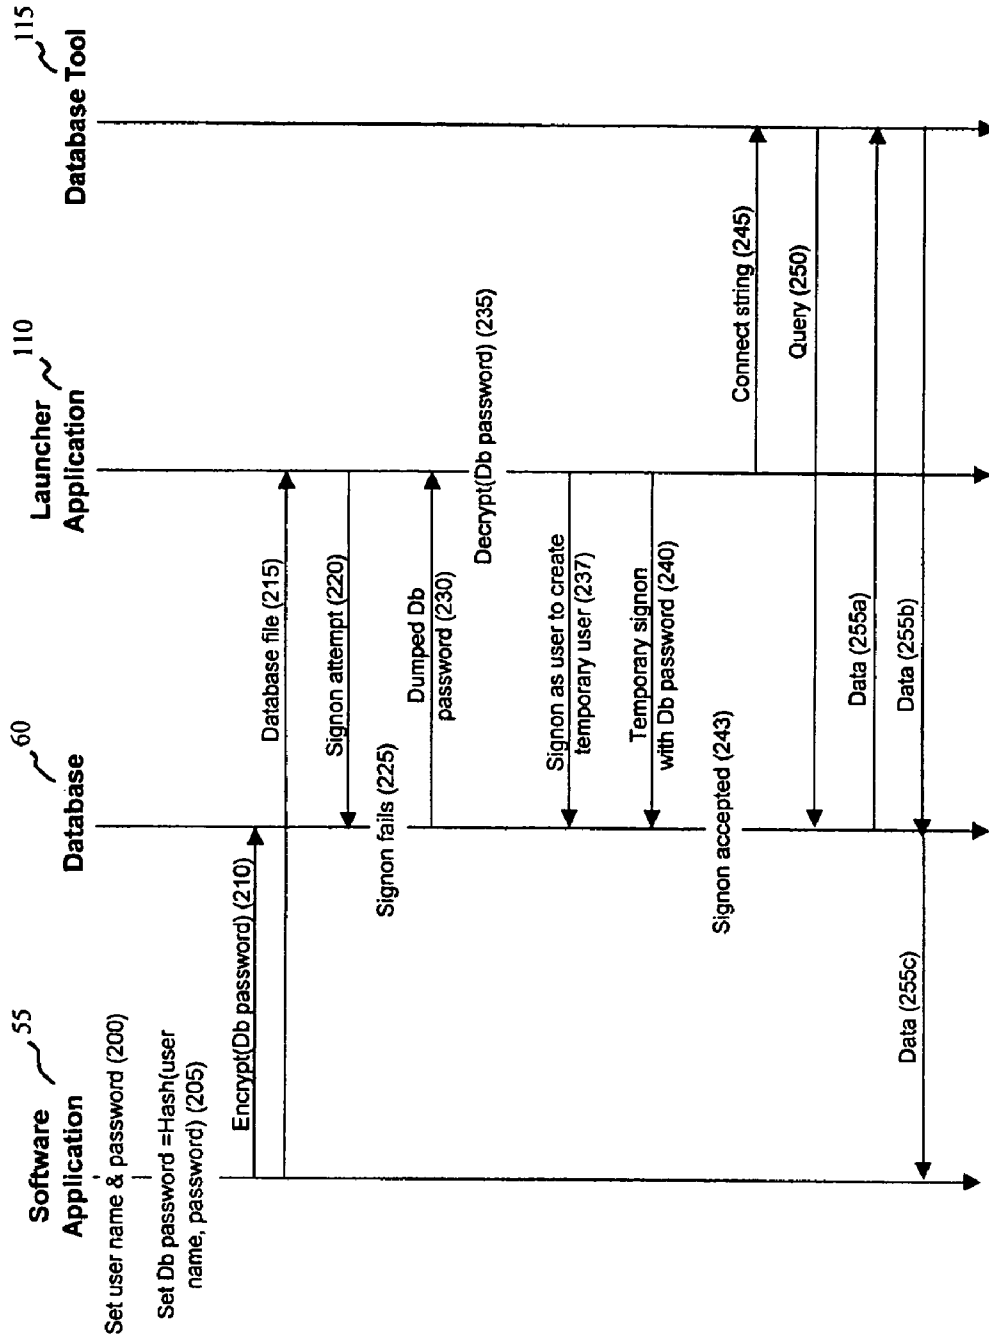 Software
Application
55
Database
60
Launcher
Application
110
Database Tool
115
Set user name & password (200)
Set Db password =Hash(user
name, password) (205)
Encrypt(Db password) (210)
Database file (215)
Signon attempt (220)
Signon fails (225)
Dumped Db
password (230)
Decrypt(Db password) (235)
Signon as user to create
temporary user (237)
Temporary signon
with Db password (240)
Signon accepted (243)
Connect string (245)
Query (250)
Data (255a)
Data (255b)
Data (255c)